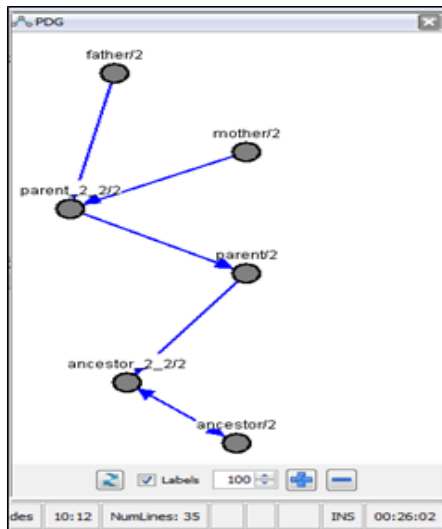 PDG
father/2
mother/2
parent_2_2/2
parent/2
ancestor_2_2/2
ancestor/2
Labels 100
des 10:12 NumLines: 35 INS 00:26:02